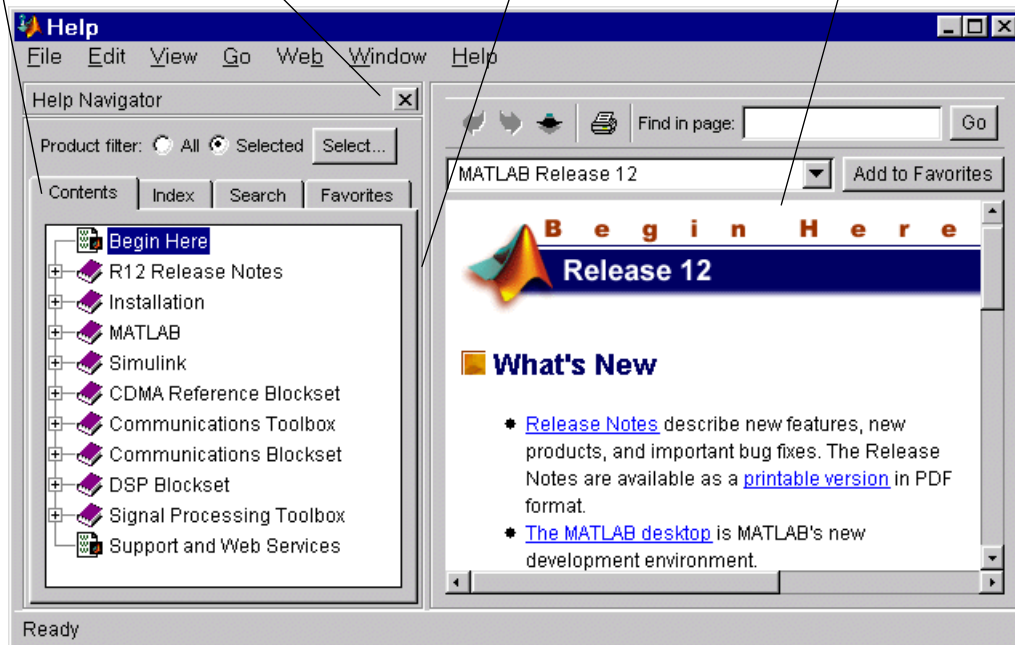 Help
File Edit View Go Web Window Help
Help Navigator
Product filter: All Selected Select...
Contents Index Search Favorites
Begin Here
R12 Release Notes
Installation
MATLAB
Simulink
CDMA Reference Blockset
Communications Toolbox
Communications Blockset
DSP Blockset
Signal Processing Toolbox
Support and Web Services
Find in page: Go
MATLAB Release 12 Add to Favorites
Begin Here
Release 12
What's New
Release Notes describe new features, new
products, and important bug fixes. The Release
Notes are available as a printable version in PDF
format.
The MATLAB desktop is MATLAB's new
development environment.
Ready